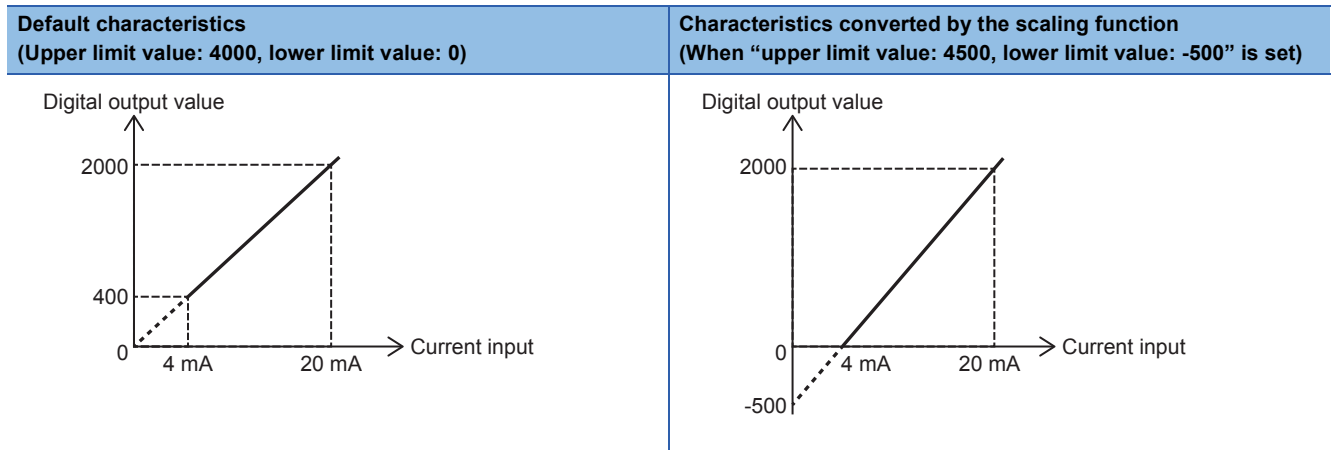 Default characteristics
(Upper limit value: 4000, lower limit value: 0)
Characteristics converted by the scaling function
(When “upper limit value: 4500, lower limit value: -500” is set)
Digital output value
2000
400
0
4 mA
20 mA
Current input
Digital output value
2000
0
4 mA
20 mA
Current input
-500